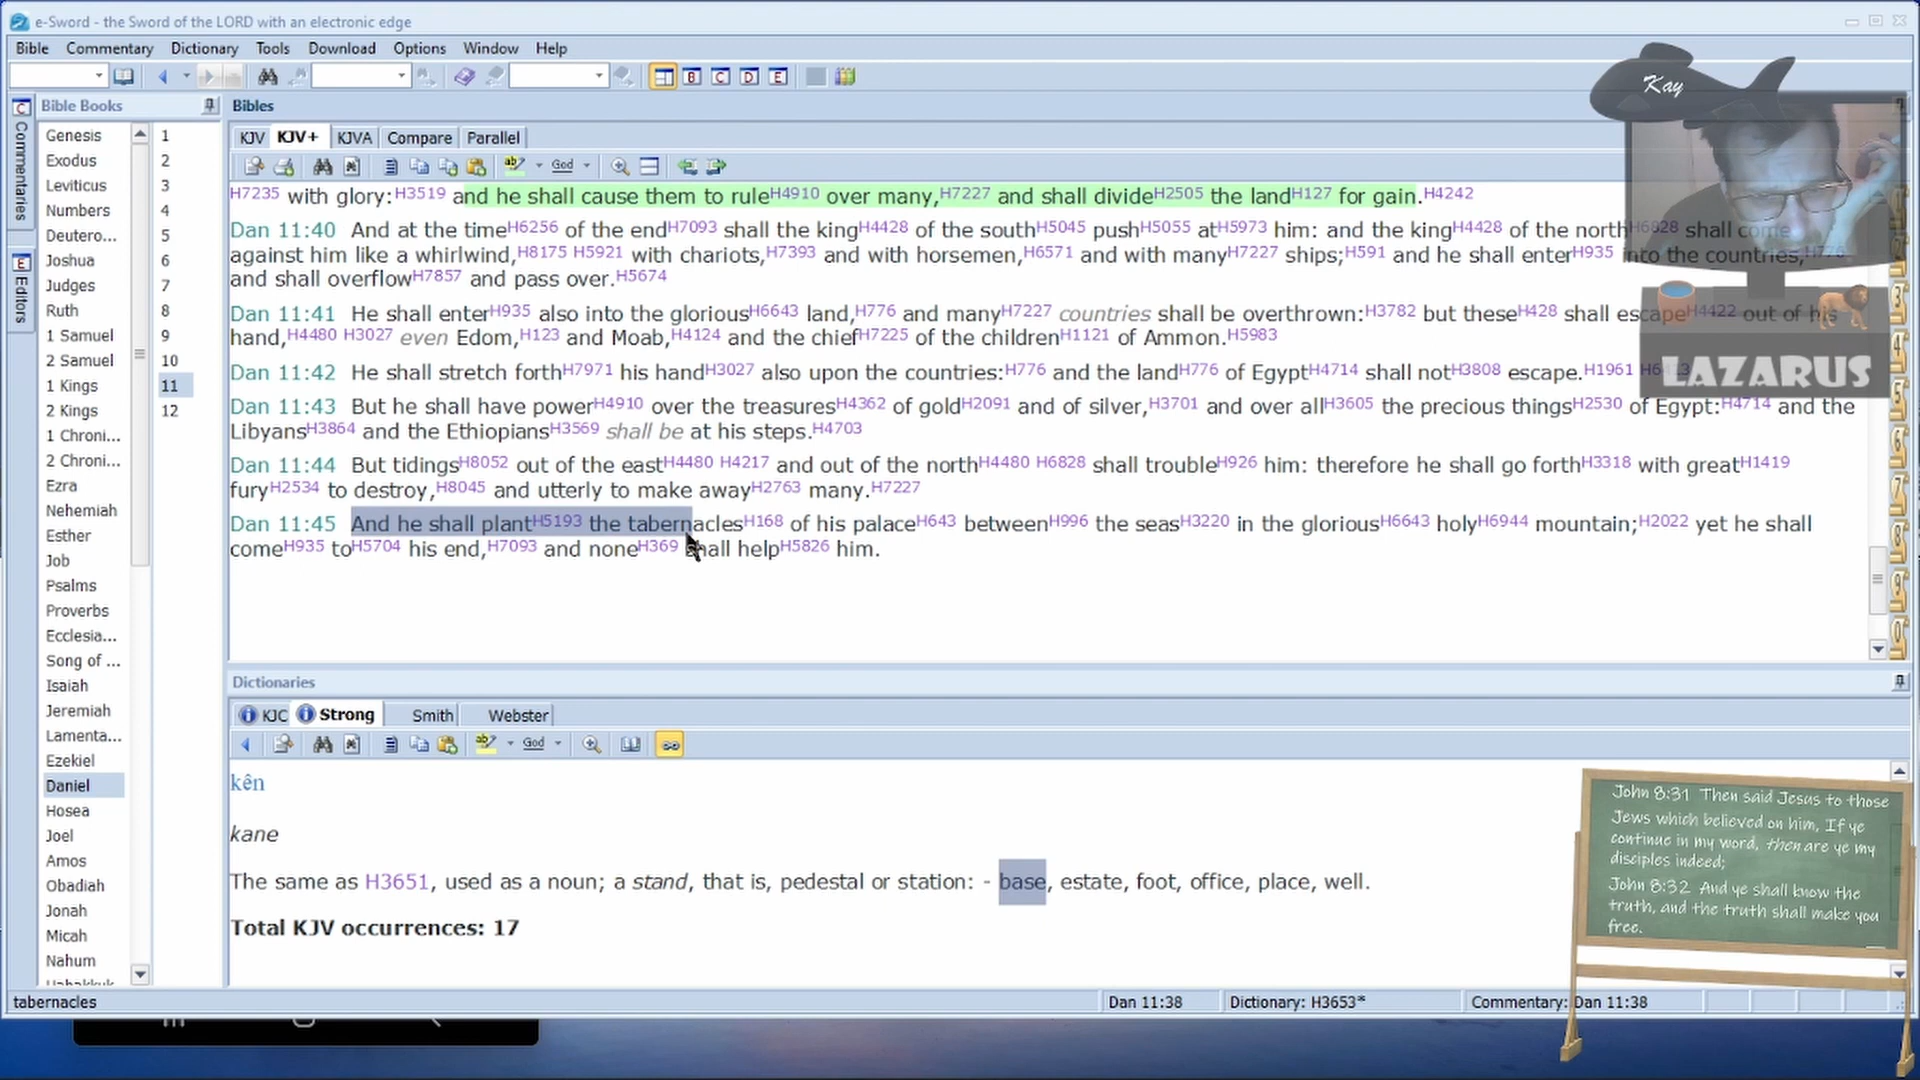 e-Sword - the Sword of the LORD with an electronic edge
Bible Commentary Dictionary Tools Download Options Window Help
B C D E
Kay
C Commentaries
E Editors
Bible Books
Genesis
Exodus
Leviticus
Numbers
Deutero...
Joshua
Judges
Ruth
1 Samuel
2 Samuel
1 Kings
2 Kings
1 Chroni...
2 Chroni...
Ezra
Nehemiah
Esther
Job
Psalms
Proverbs
Ecclesia...
Song of ...
Isaiah
Jeremiah
Lamenta...
Ezekiel
Daniel
Hosea
Joel
Amos
Obadiah
Jonah
Micah
Nahum
Habakkuk
1
2
3
4
5
6
7
8
9
10
11
12
Bibles
KJV KJV+ KJVA Compare Parallel
God
H7235 with glory:H3519 and he shall cause them to ruleH4910 over many,H7227 and shall divideH2505 the landH127 for gain.H4242
Dan 11:40 And at the timeH6256 of the endH7093 shall the kingH4428 of the southH5045 pushH5055 atH5973 him: and the kingH4428 of the northH6828 shall come
against him like a whirlwind,H8175 H5921 with chariots,H7393 and with horsemen,H6571 and with manyH7227 ships;H591 and he shall enterH935 into the countries,H776
and shall overflowH7857 and pass over.H5674
Dan 11:41 He shall enterH935 also into the gloriousH6643 land,H776 and manyH7227 countries shall be overthrown:H3782 but theseH428 shall escapeH4422 out of his
hand,H4480 H3027 even Edom,H123 and Moab,H4124 and the chiefH7225 of the childrenH1121 of Ammon.H5983
Dan 11:42 He shall stretch forthH7971 his handH3027 also upon the countries:H776 and the landH776 of EgyptH4714 shall notH3808 escape.H1961 H6413
Dan 11:43 But he shall have powerH4910 over the treasuresH4362 of goldH2091 and of silver,H3701 and over allH3605 the precious thingsH2530 of Egypt:H4714 and the
LibyansH3864 and the EthiopiansH3569 shall be at his steps.H4703
Dan 11:44 But tidingsH8052 out of the eastH4480 H4217 and out of the northH4480 H6828 shall troubleH926 him: therefore he shall go forthH3318 with greatH1419
furyH2534 to destroy,H8045 and utterly to make awayH2763 many.H7227
Dan 11:45 And he shall plantH5193 the tabernaclesH168 of his palaceH643 betweenH996 the seasH3220 in the gloriousH6643 holyH6944 mountain;H2022 yet he shall
comeH935 toH5704 his end,H7093 and noneH369 shall helpH5826 him.
LAZARUS
Dictionaries
KJC Strong Smith Webster
God
kên
kane
The same as H3651, used as a noun; a stand, that is, pedestal or station: - base, estate, foot, office, place, well.
Total KJV occurrences: 17
John 8:31 Then said Jesus to those
Jews which believed on him, If ye
continue in my word, then are ye my
disciples indeed;
John 8:32 And ye shall know the
truth, and the truth shall make you
free.
tabernacles
Dan 11:38
Dictionary: H3653*
Commentary: Dan 11:38